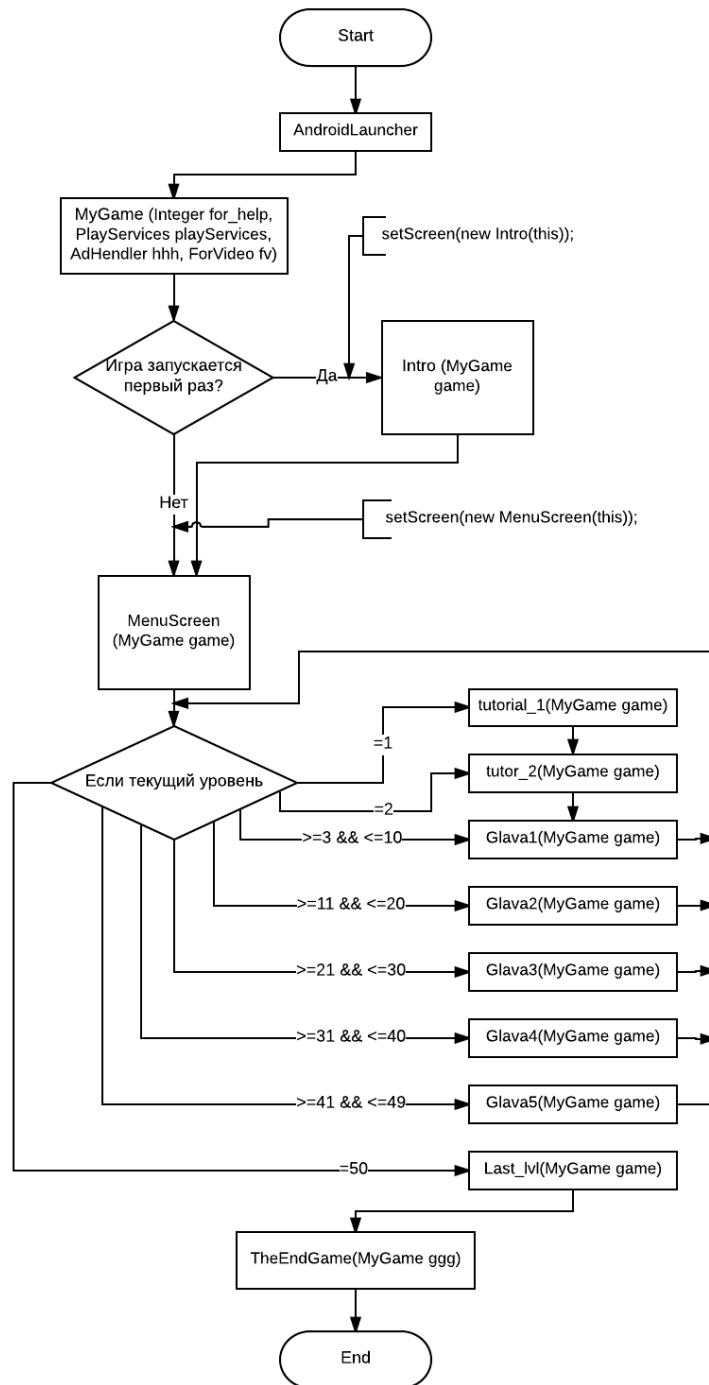 Start
AndroidLauncher
MyGame (Integer for_help,
PlayServices playServices,
AdHendler hhh, ForVideo fv)
setScreen(new Intro(this));
Игра запускается
первый раз?
Да
Intro (MyGame
game)
Нет
setScreen(new MenuScreen(this));
MenuScreen
(MyGame game)
tutorial_1(MyGame game)
=1
Если текущий уровень
tutor_2(MyGame game)
=2
>=3 && <=10
Glava1(MyGame game)
>=11 && <=20
Glava2(MyGame game)
>=21 && <=30
Glava3(MyGame game)
>=31 && <=40
Glava4(MyGame game)
>=41 && <=49
Glava5(MyGame game)
=50
Last_lvl(MyGame game)
TheEndGame(MyGame ggg)
End